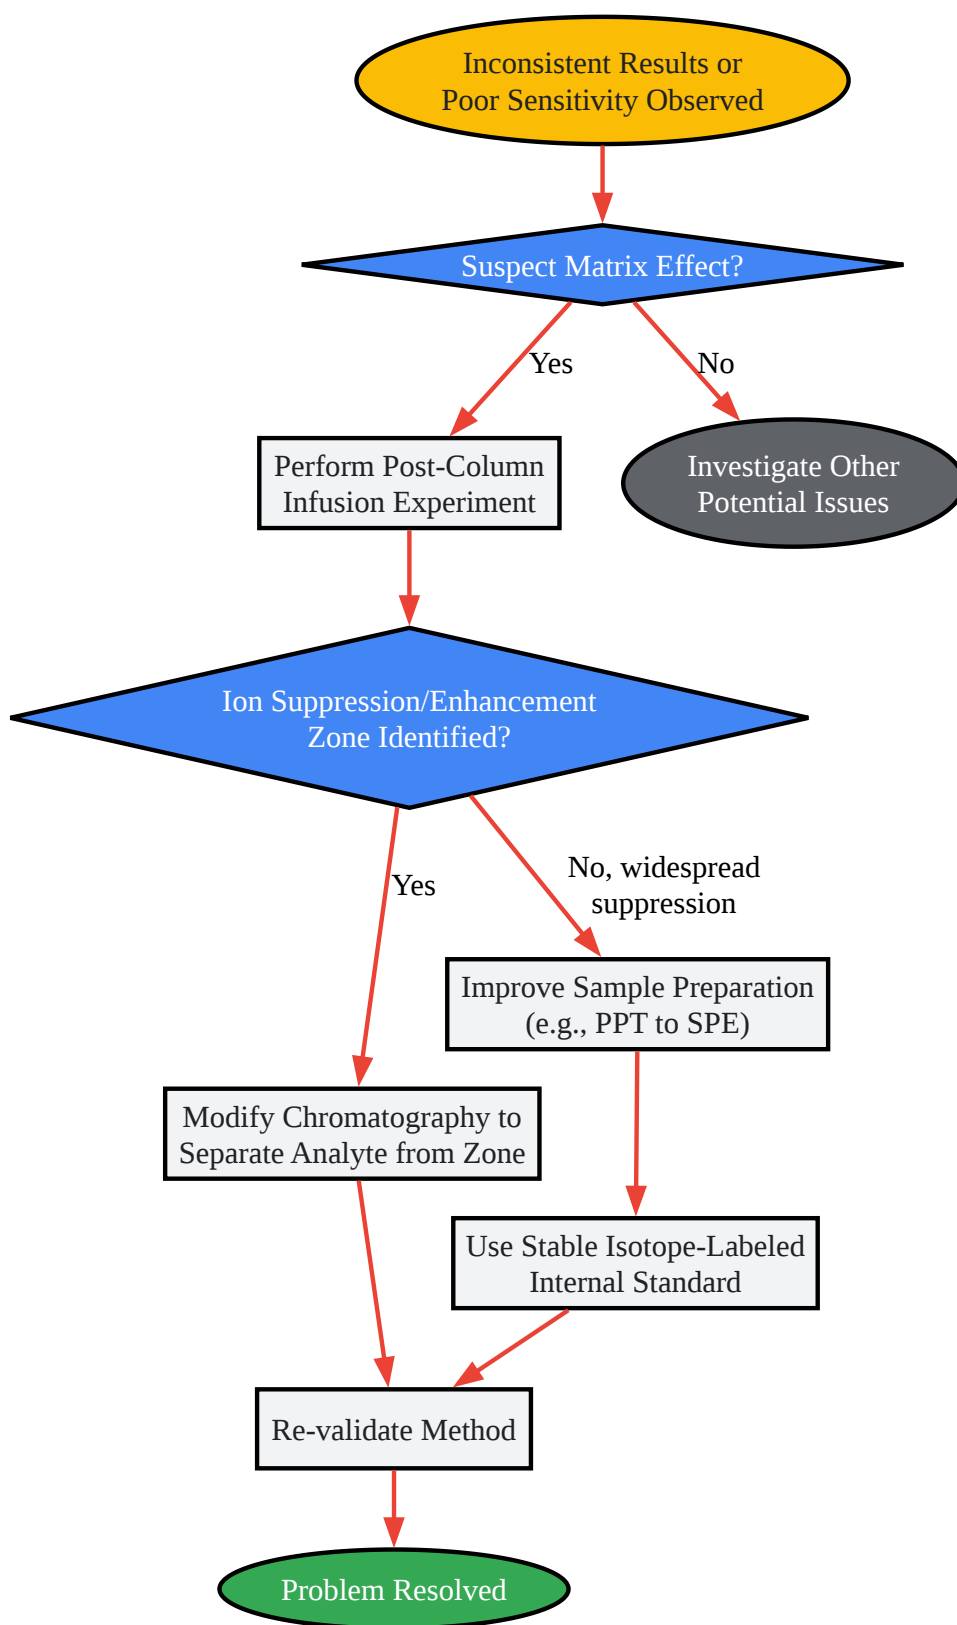 Inconsistent Results or
Poor Sensitivity Observed
Suspect Matrix Effect?
Yes
No
Perform Post-Column
Infusion Experiment
Investigate Other
Potential Issues
Ion Suppression/Enhancement
Zone Identified?
Yes
No, widespread
suppression
Improve Sample Preparation
(e.g., PPT to SPE)
Modify Chromatography to
Separate Analyte from Zone
Use Stable Isotope-Labeled
Internal Standard
Re-validate Method
Problem Resolved